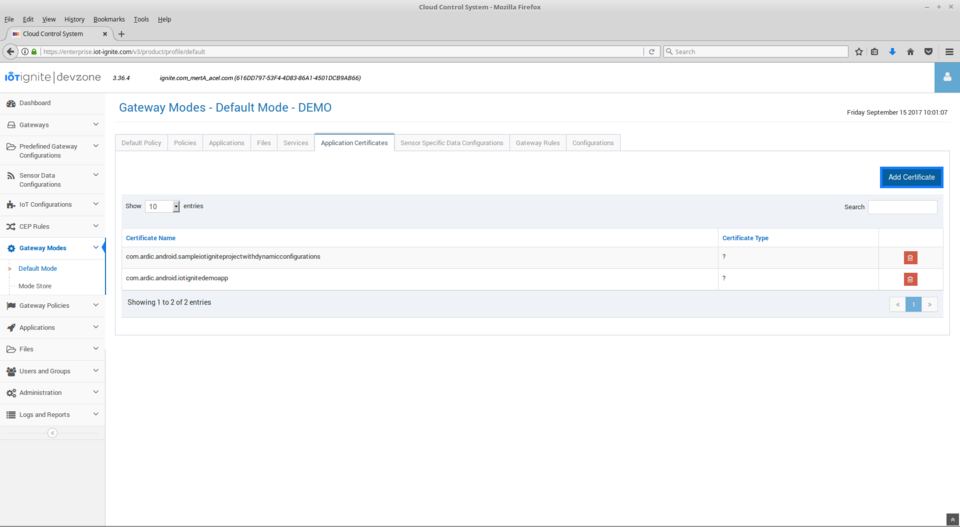 Cloud Control System - Mozilla Firefox
File Edit View History Bookmarks Tools Help
Cloud Control System
https://enterprise.iot-ignite.com/v3/product/profile/default
Search
IOTignite|devzone
3.36.4
ignite.com_mertA_acel.com (616DD797-53F4-4D83-86A1-4501DCB9AB66)
Dashboard
Gateways
Predefined Gateway
Configurations
Sensor Data
Configurations
IoT Configurations
CEP Rules
Gateway Modes
> Default Mode
Mode Store
Gateway Policies
Applications
Files
Users and Groups
Administration
Logs and Reports
Gateway Modes - Default Mode - DEMO
Friday September 15 2017 10:01:07
Default Policy Policies Applications Files Services Application Certificates Sensor Specific Data Configurations Gateway Rules Configurations
Add Certificate
Show 10 entries
Search
Certificate Name Certificate Type
com.ardic.android.sampleiotigniteprojectwithdynamicconfigurations ?
com.ardic.android.iotignitedemoapp ?
Showing 1 to 2 of 2 entries
< 1 >